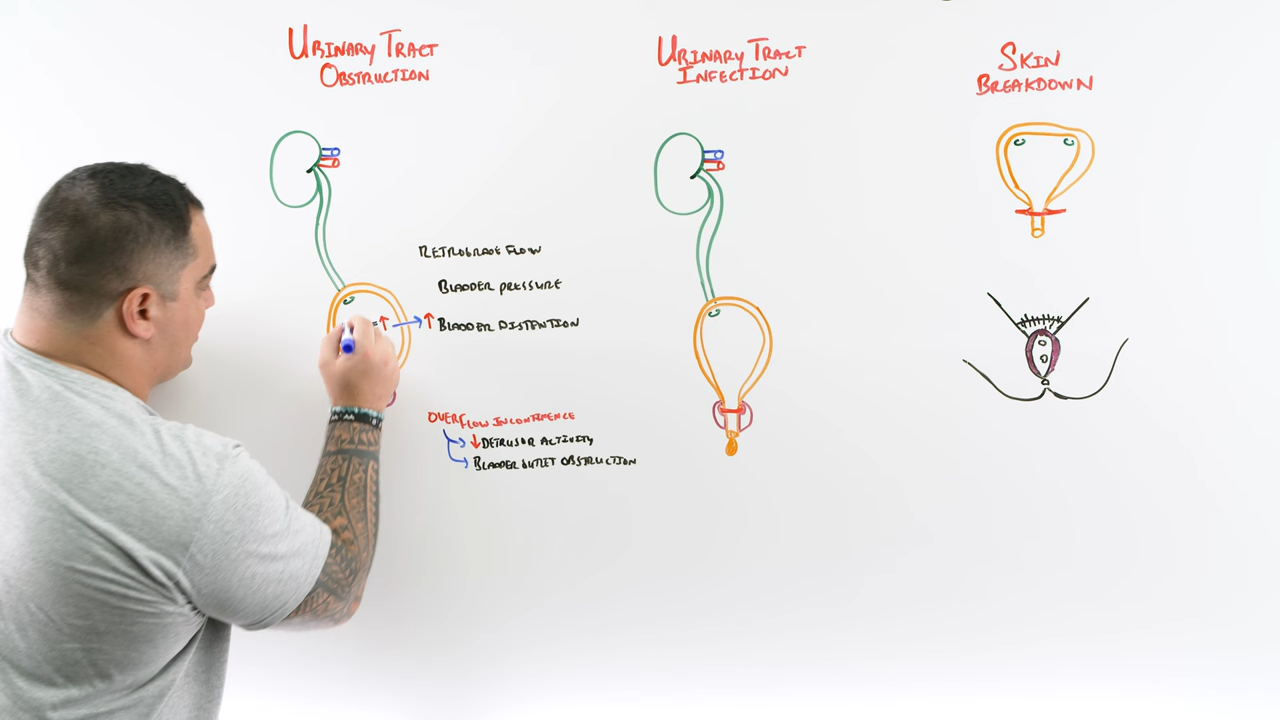 URINARY TRACT
OBSTRUCTION
URINARY TRACT
INFECTION
SKIN
BREAKDOWN
RETROGRADE FLOW
BLADDER PRESSURE
= ↑ → ↑ BLADDER DISTENTION
OVERFLOW INCONTINENCE
↓ DETRUSOR ACTIVITY
BLADDER OUTLET OBSTRUCTION